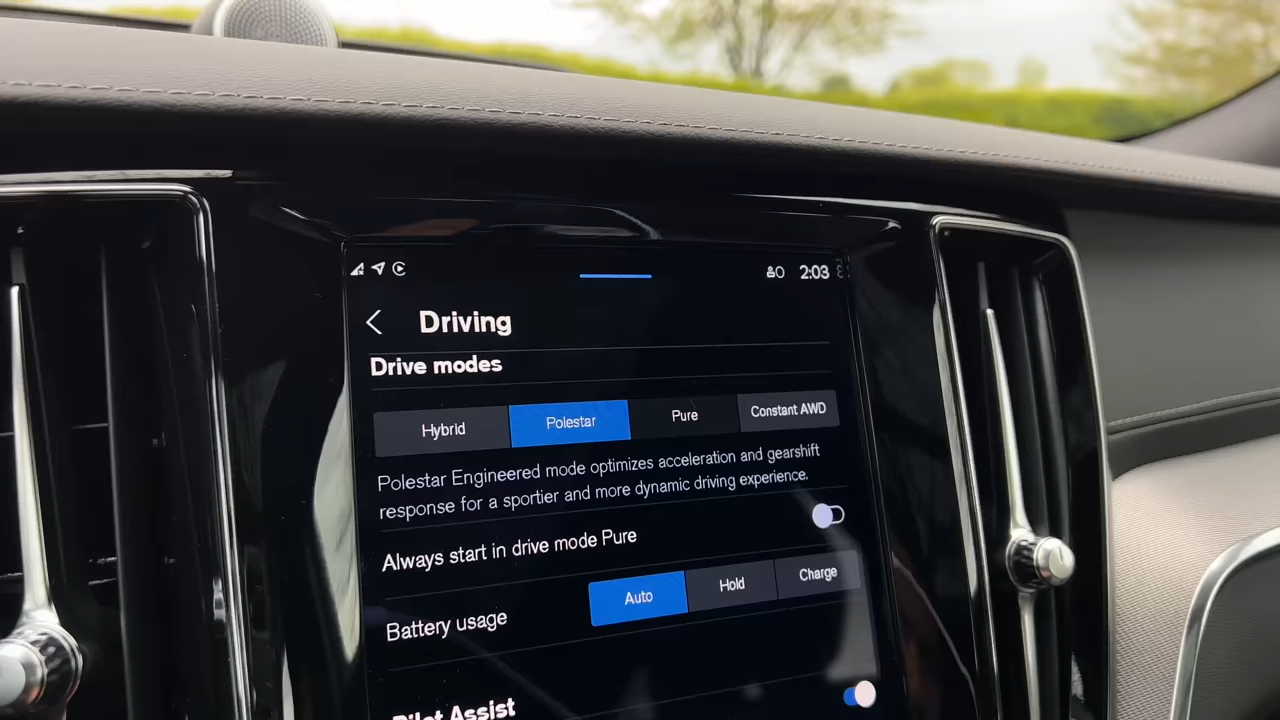 2:03
Driving
Drive modes
Hybrid Polestar Pure Constant AWD
Polestar Engineered mode optimizes acceleration and gearshift
response for a sportier and more dynamic driving experience.
Always start in drive mode Pure
Battery usage Auto Hold Charge
Pilot Assist